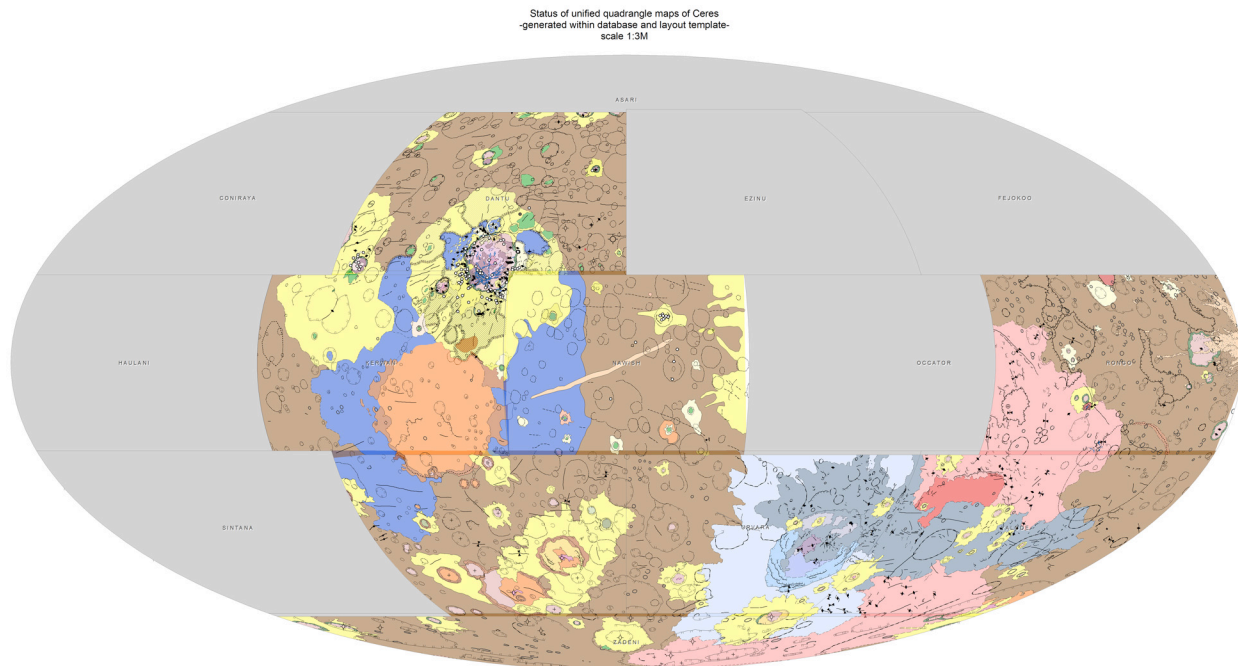 Status of unified quadrangle maps of Ceres
-generated within database and layout template-
scale 1:3M
ASARI
CONIRAYA
DANTU
EZINU
FEJOKOO
HAULANI
KERWAN
NAWISH
OCCATOR
RONGO
SINTANA
URVARA
ZADENI